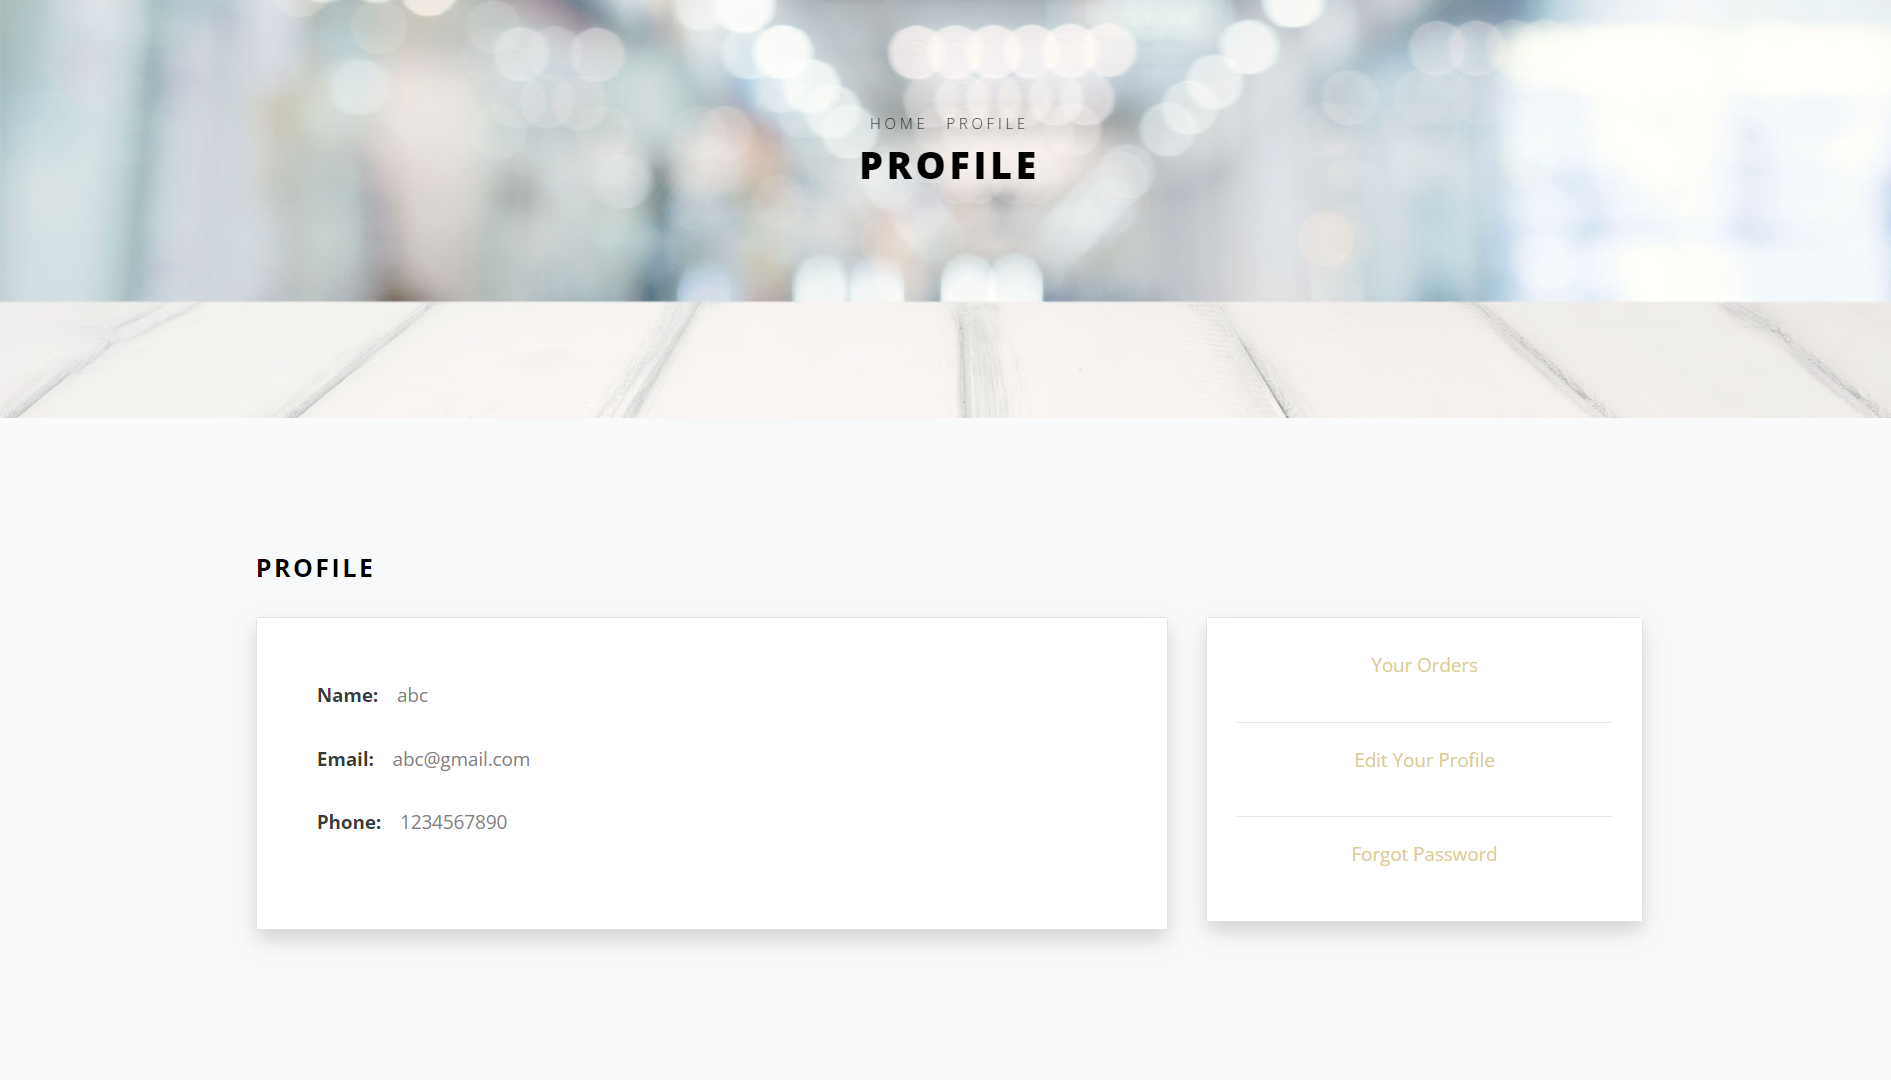 HOME PROFILE
PROFILE
PROFILE
Name: abc
Email: abc@gmail.com
Phone: 1234567890
Your Orders
Edit Your Profile
Forgot Password